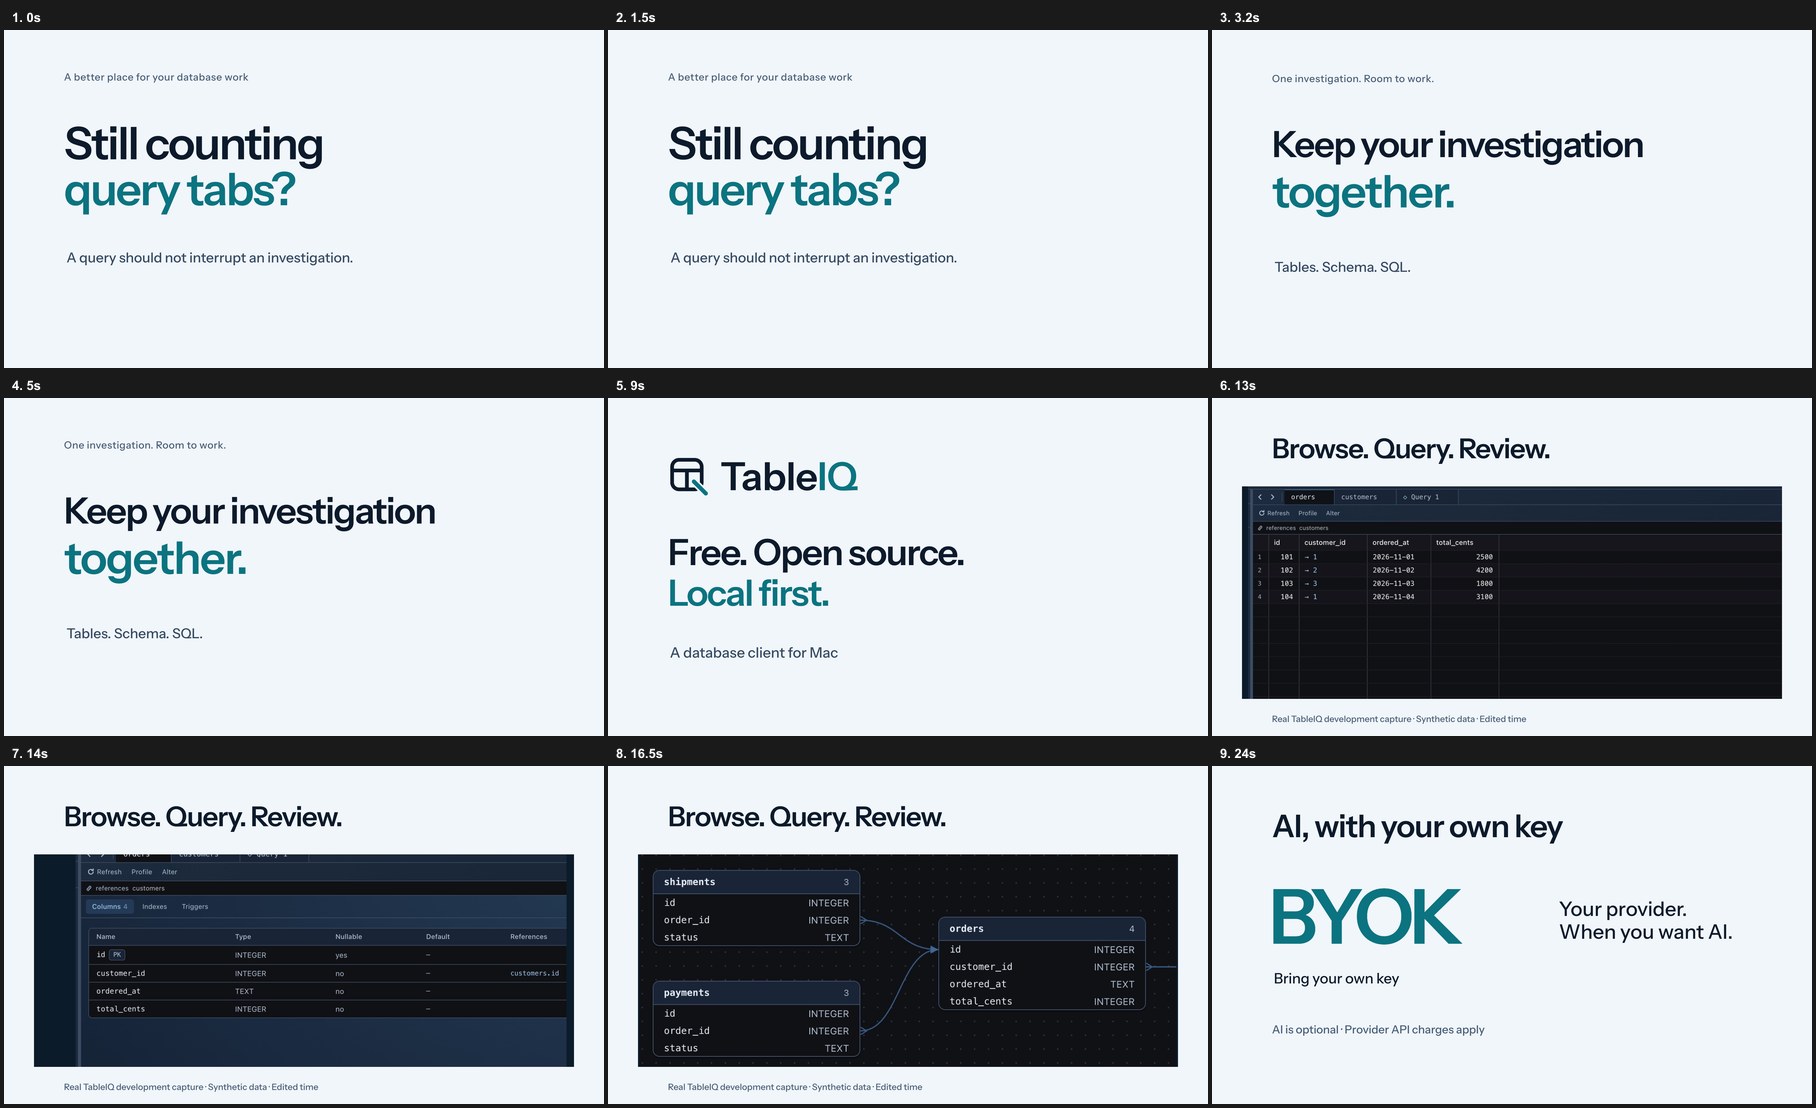 1. 0s
A better place for your database work
Still counting
query tabs?
A query should not interrupt an investigation.
2. 1.5s
A better place for your database work
Still counting
query tabs?
A query should not interrupt an investigation.
3. 3.2s
One investigation. Room to work.
Keep your investigation
together.
Tables. Schema. SQL.
4. 5s
One investigation. Room to work.
Keep your investigation
together.
Tables. Schema. SQL.
5. 9s
TableIQ
Free. Open source.
Local first.
A database client for Mac
6. 13s
Browse. Query. Review.
orders customers ◇ Query 1
Refresh Profile Alter
references customers
id customer_id ordered_at total_cents
1 101 → 1 2026-11-01 2500
2 102 → 2 2026-11-02 4200
3 103 → 3 2026-11-03 1800
4 104 → 1 2026-11-04 3100
Real TableIQ development capture · Synthetic data · Edited time
7. 14s
Browse. Query. Review.
orders customers ◇ Query 1
Refresh Profile Alter
references customers
Columns 4 Indexes Triggers
Name Type Nullable Default References
id PK INTEGER yes –
customer_id INTEGER no – customers.id
ordered_at TEXT no –
total_cents INTEGER no –
Real TableIQ development capture · Synthetic data · Edited time
8. 16.5s
Browse. Query. Review.
shipments 3
id INTEGER
order_id INTEGER
status TEXT
orders 4
id INTEGER
customer_id INTEGER
ordered_at TEXT
total_cents INTEGER
payments 3
id INTEGER
order_id INTEGER
status TEXT
Real TableIQ development capture · Synthetic data · Edited time
9. 24s
AI, with your own key
BYOK
Bring your own key
Your provider.
When you want AI.
AI is optional · Provider API charges apply